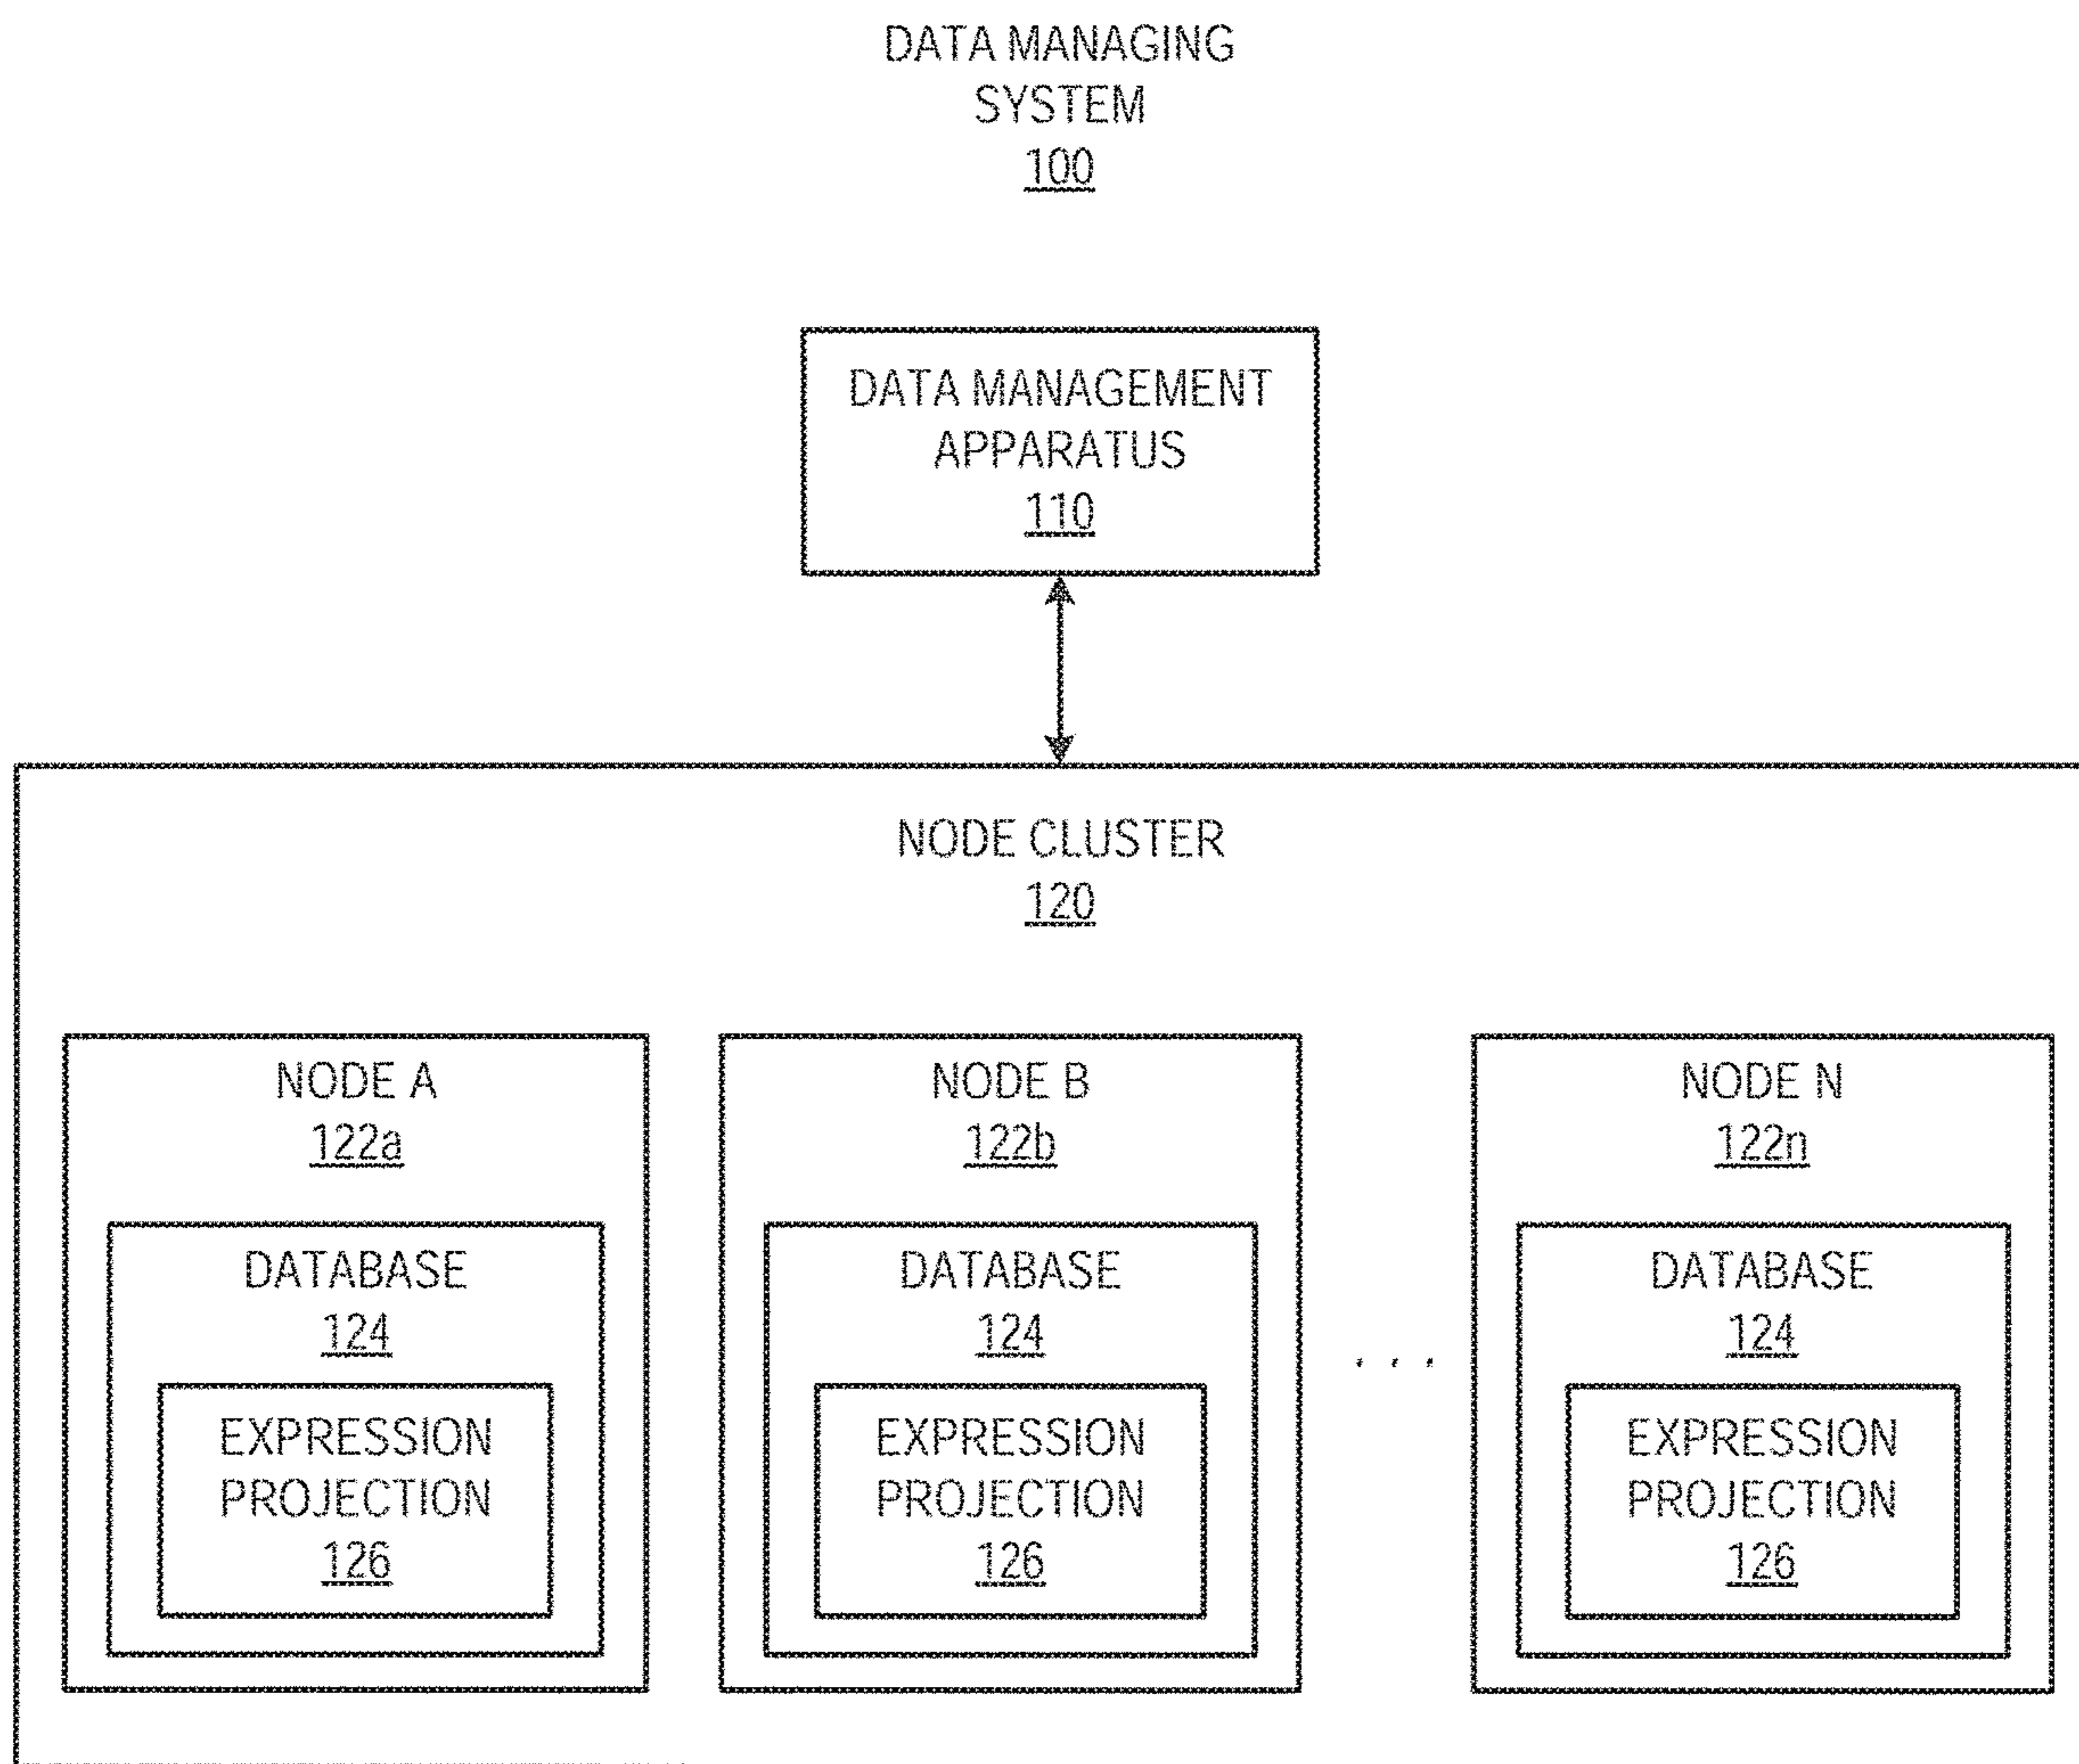 DATA MANAGING
SYSTEM
100
DATA MANAGEMENT
APPARATUS
110
NODE CLUSTER
120
NODE A
122a
DATABASE
124
EXPRESSION
PROJECTION
126
NODE B
122b
DATABASE
124
EXPRESSION
PROJECTION
126
. . .
NODE N
122n
DATABASE
124
EXPRESSION
PROJECTION
126